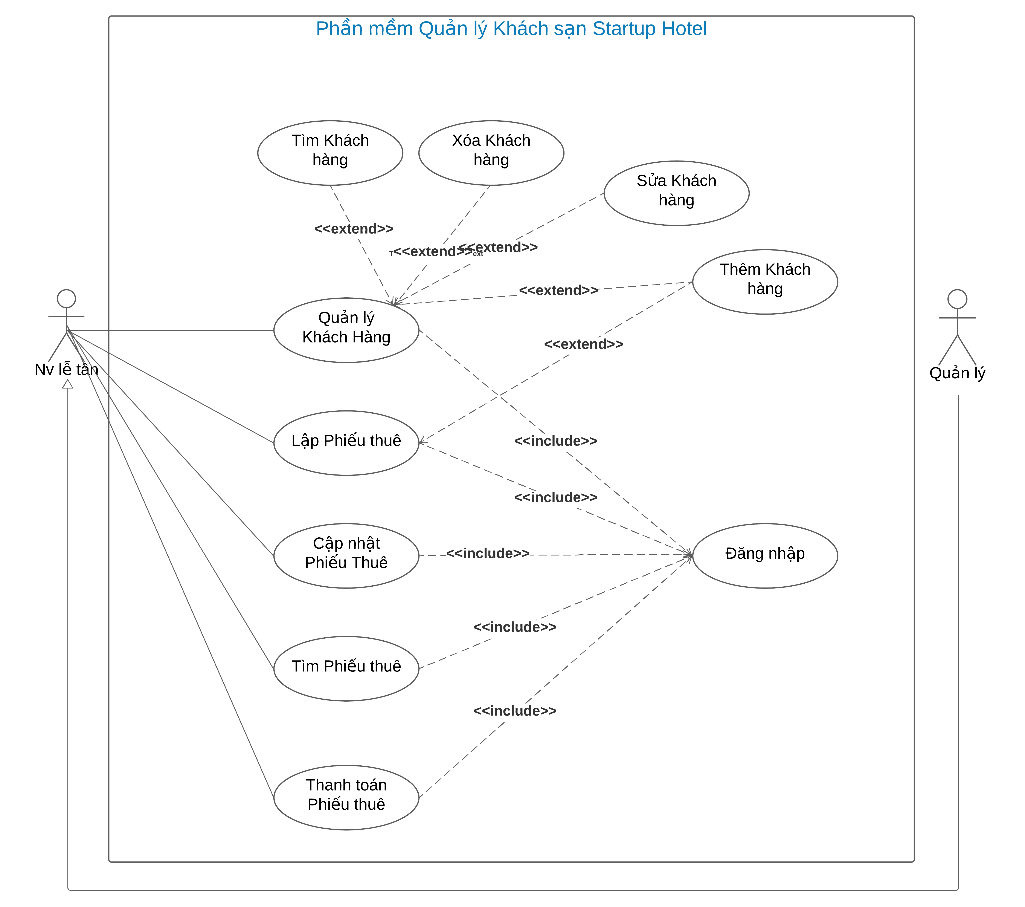 Phần mềm Quản lý Khách sạn Startup Hotel
Tìm Khách
hàng
Xóa Khách
hàng
Sửa Khách
hàng
<<extend>>
<<extend>>
<<extend>>
Thêm Khách
hàng
<<extend>>
Quản lý
Khách Hàng
<<extend>>
Nv lễ tân
Quản lý
Lập Phiếu thuê
<<include>>
<<include>>
Cập nhật
Phiếu Thuê
<<include>>
Đăng nhập
<<include>>
Tìm Phiếu thuê
<<include>>
Thanh toán
Phiếu thuê